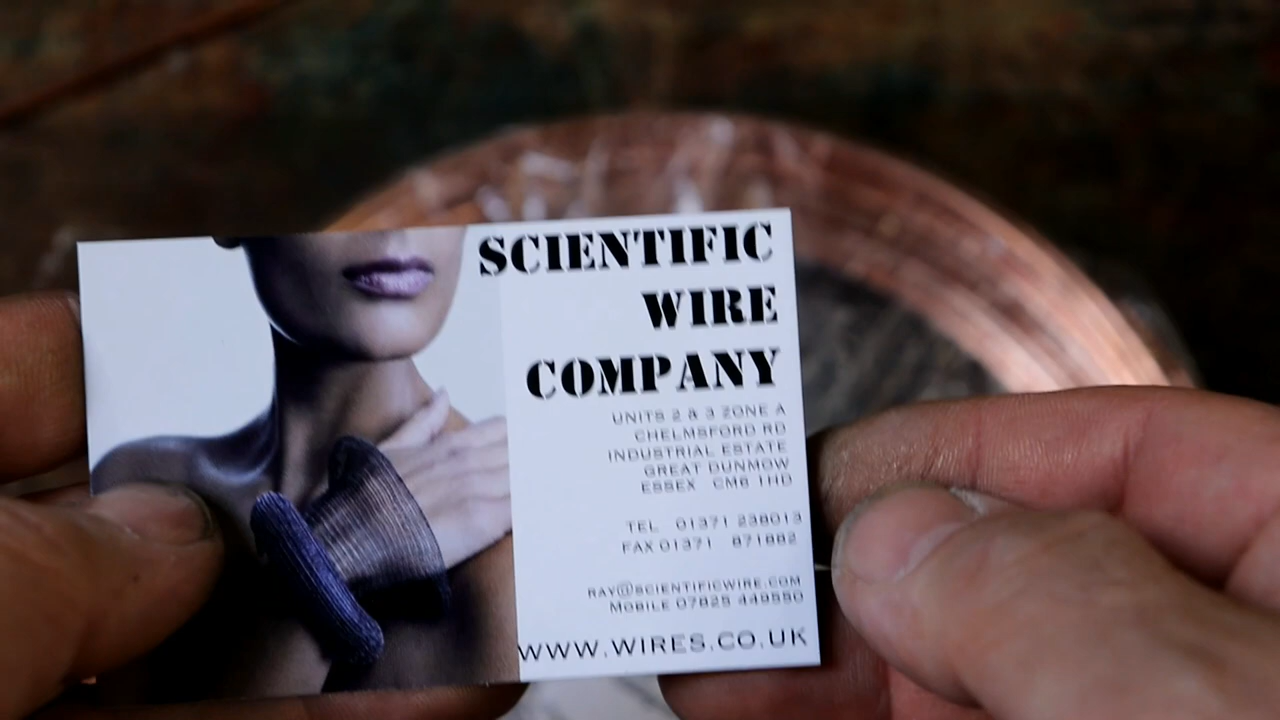 SCIENTIFIC
WIRE
COMPANY
UNITS 2 & 3 ZONE A
CHELMSFORD RD
INDUSTRIAL ESTATE
GREAT DUNMOW
ESSEX CM6 1HD
TEL 01371 238013
FAX 01371 871882
RAY@SCIENTIFICWIRE.COM
MOBILE 07825 449550
WWW.WIRES.CO.UK